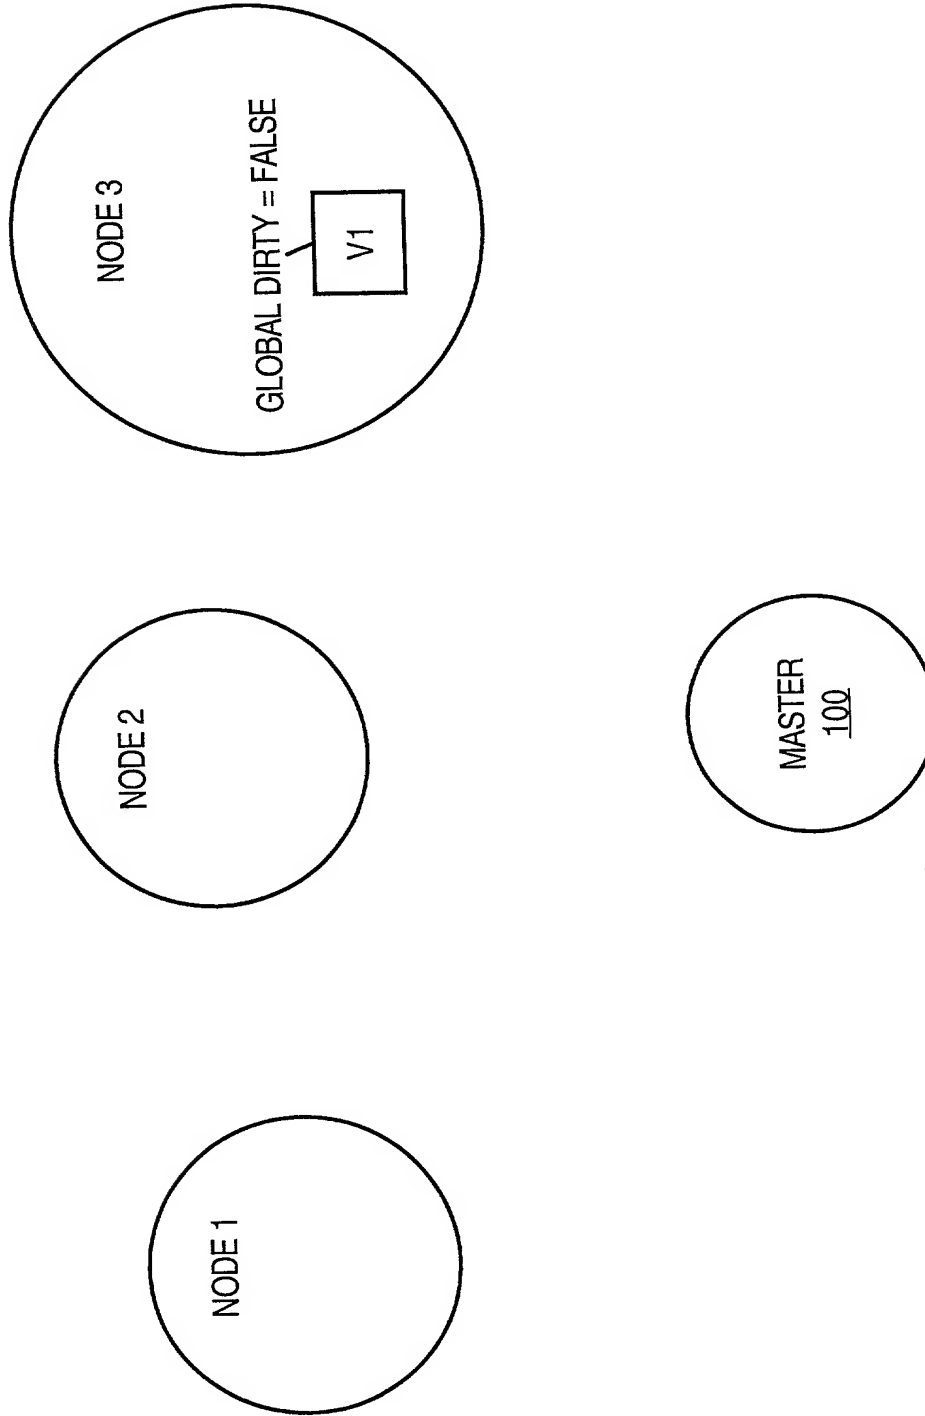 NODE 1
NODE 2
NODE 3
GLOBAL DIRTY = FALSE
V1
MASTER
100